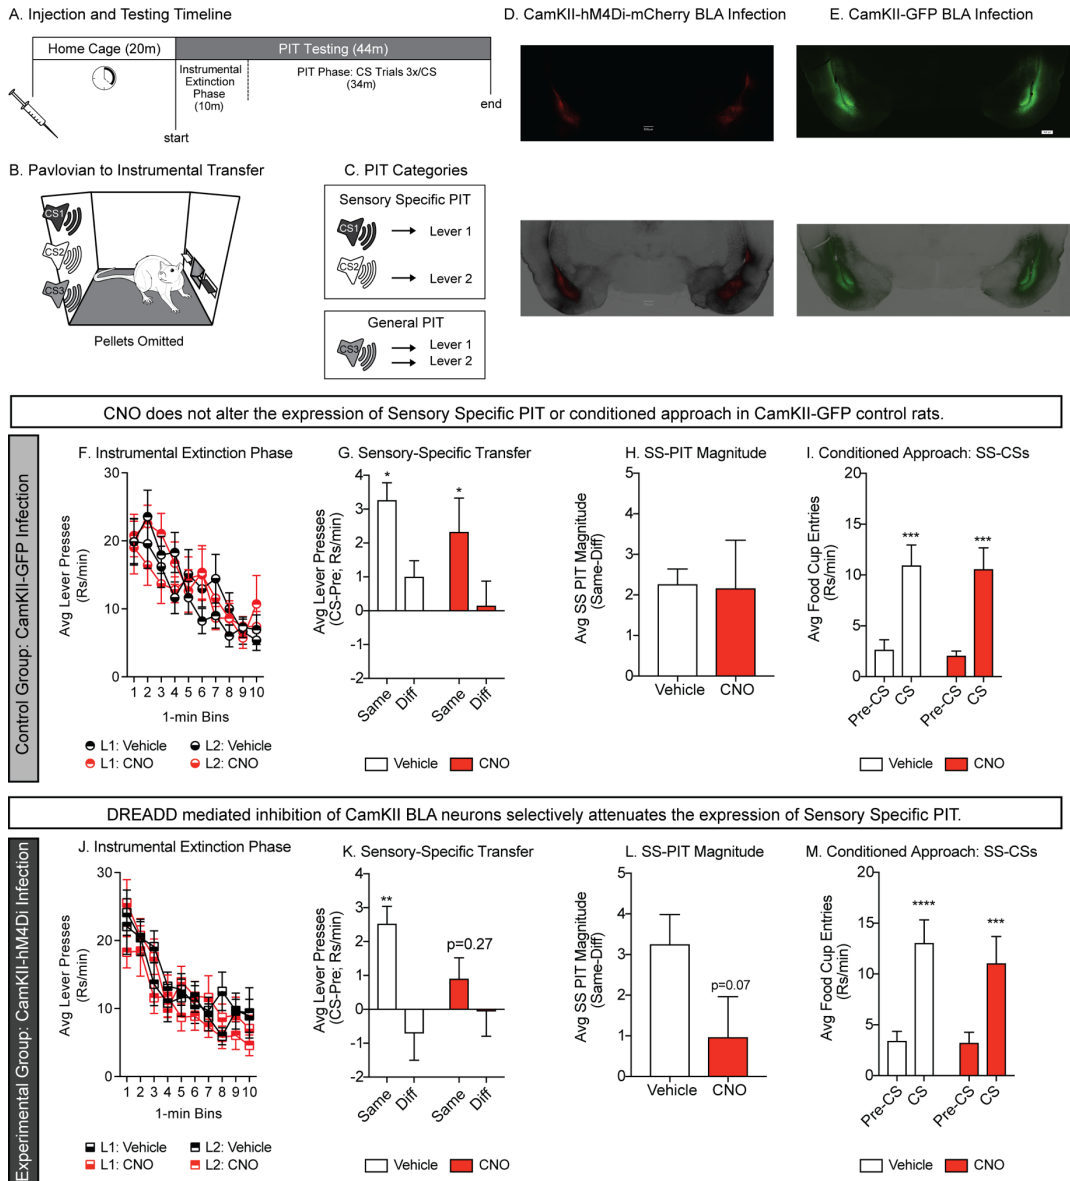 A. Injection and Testing Timeline
Home Cage (20m)
PIT Testing (44m)
Instrumental
Extinction
Phase
(10m)
PIT Phase: CS Trials 3x/CS
(34m)
start
end
B. Pavlovian to Instrumental Transfer
CS1
CS2
CS3
Pellets Omitted
C. PIT Categories
Sensory Specific PIT
CS1
Lever 1
CS2
Lever 2
General PIT
CS3
Lever 1
Lever 2
D. CamKII-hM4Di-mCherry BLA Infection
E. CamKII-GFP BLA Infection
CNO does not alter the expression of Sensory Specific PIT or conditioned approach in CamKII-GFP control rats.
Control Group: CamKII-GFP Infection
F. Instrumental Extinction Phase
Avg Lever Presses
(Rs/min)
30
20
10
0
1 2 3 4 5 6 7 8 9 10
1-min Bins
L1: Vehicle
L2: Vehicle
L1: CNO
L2: CNO
G. Sensory-Specific Transfer
Avg Lever Presses
(CS-Pre; Rs/min)
4
3
2
1
0
-1
-2
*
*
Same
Diff
Same
Diff
Vehicle
CNO
H. SS-PIT Magnitude
Avg SS PIT Magnitude
(Same-Diff)
5
4
3
2
1
0
Vehicle
CNO
I. Conditioned Approach: SS-CSs
Avg Food Cup Entries
(Rs/min)
20
15
10
5
0
***
***
Pre-CS
CS
Pre-CS
CS
Vehicle
CNO
DREADD mediated inhibition of CamKII BLA neurons selectively attenuates the expression of Sensory Specific PIT.
Experimental Group: CamKII-hM4Di Infection
J. Instrumental Extinction Phase
Avg Lever Presses
(Rs/min)
30
20
10
0
1 2 3 4 5 6 7 8 9 10
1-min Bins
L1: Vehicle
L2: Vehicle
L1: CNO
L2: CNO
K. Sensory-Specific Transfer
Avg Lever Presses
(CS-Pre; Rs/min)
4
3
2
1
0
-1
-2
**
p=0.27
Same
Diff
Same
Diff
Vehicle
CNO
L. SS-PIT Magnitude
Avg SS PIT Magnitude
(Same-Diff)
5
4
3
2
1
0
p=0.07
Vehicle
CNO
M. Conditioned Approach: SS-CSs
Avg Food Cup Entries
(Rs/min)
20
15
10
5
0
****
***
Pre-CS
CS
Pre-CS
CS
Vehicle
CNO